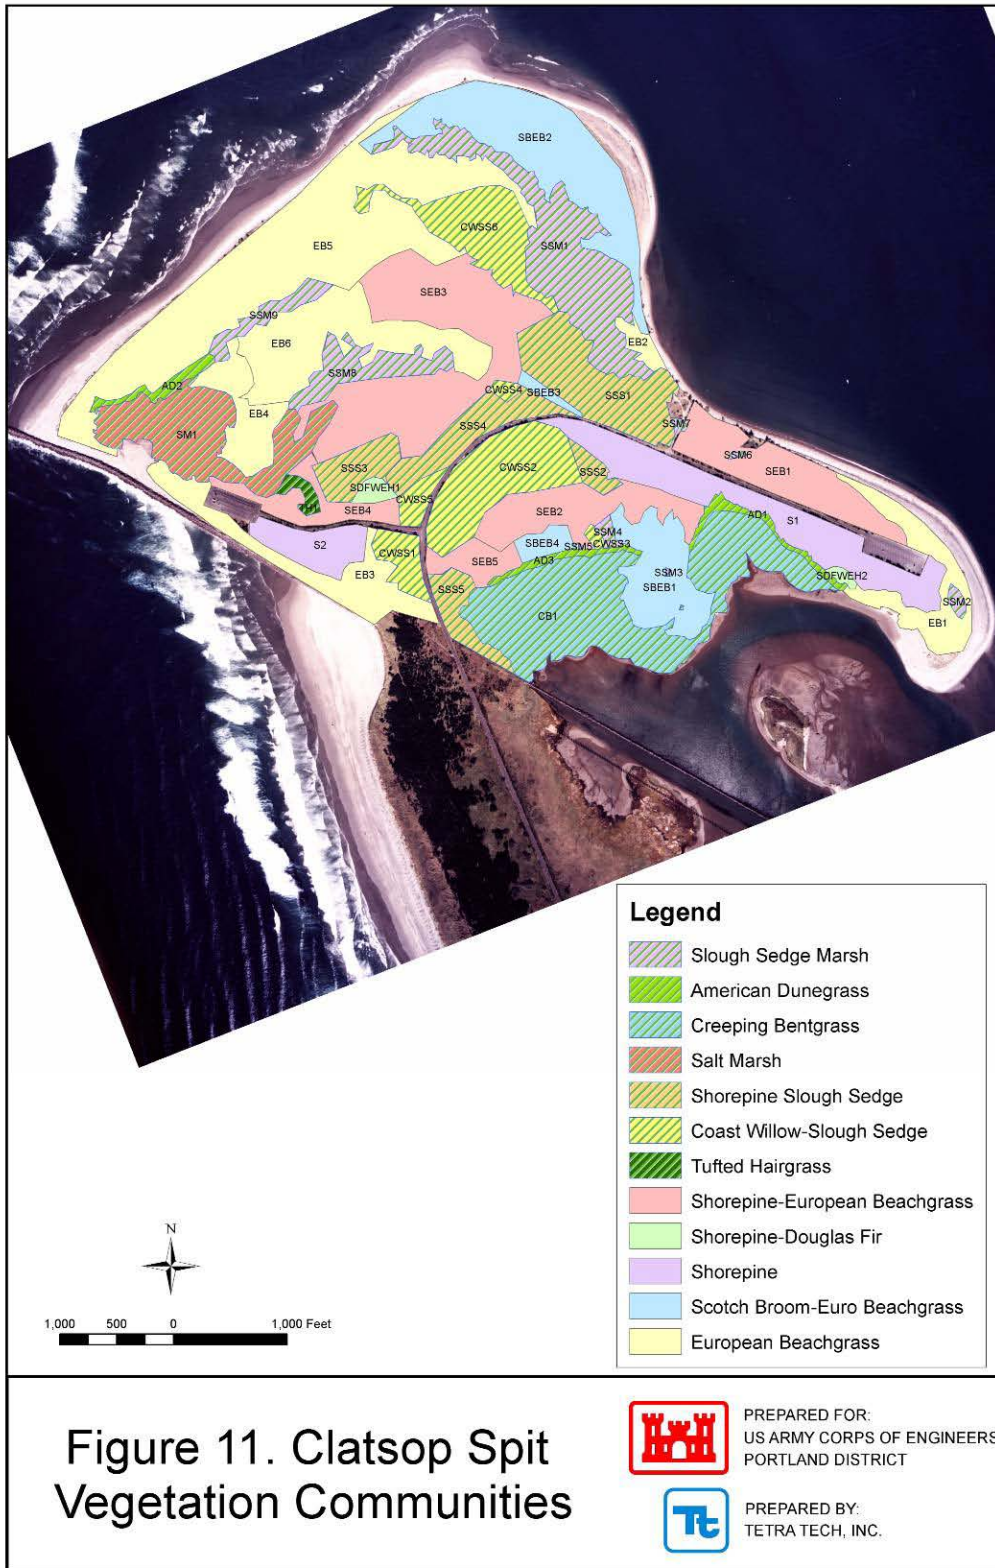 SBEB2
CWSS6
SSM1
EB5
SEB3
SSM9
EB2
EB6
SSM8
AD2
CWSS4
SBEB3
SSS1
EB4
SSM7
SSS4
SM1
SSM6
CWSS2
SSS3
SSS2
SEB1
SDFWEH1
CWSS5
SEB4
SEB2
AD1
S1
SSM4
S2
SBEB4
SSM5
CWSS3
CWSS1
SEB5
AD3
EB3
SSM3
SDFWEH2
SSS5
SBEB1
SSM2
CB1
EB1
Legend
Slough Sedge Marsh
American Dunegrass
Creeping Bentgrass
Salt Marsh
Shorepine Slough Sedge
Coast Willow-Slough Sedge
Tufted Hairgrass
Shorepine-European Beachgrass
Shorepine-Douglas Fir
Shorepine
Scotch Broom-Euro Beachgrass
European Beachgrass
N
1,000 500 0 1,000 Feet
Figure 11. Clatsop Spit
Vegetation Communities
PREPARED FOR:
US ARMY CORPS OF ENGINEERS
PORTLAND DISTRICT
Tt
PREPARED BY:
TETRA TECH, INC.